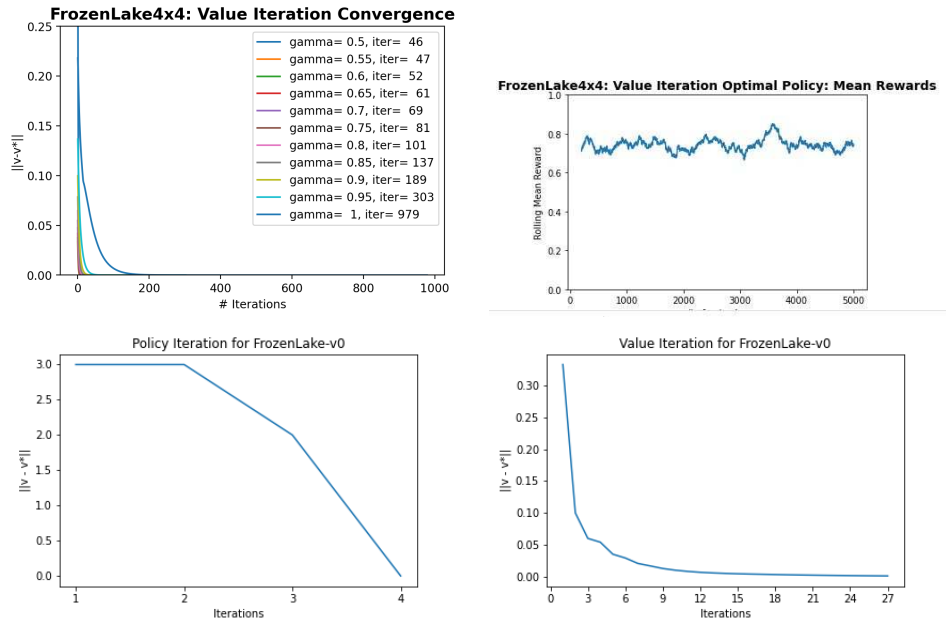 FrozenLake4x4: Value Iteration Convergence
0.25
0.20
0.15
0.10
0.05
0.00
||v-v*||
gamma= 0.5, iter= 46
gamma= 0.55, iter= 47
gamma= 0.6, iter= 52
gamma= 0.65, iter= 61
gamma= 0.7, iter= 69
gamma= 0.75, iter= 81
gamma= 0.8, iter= 101
gamma= 0.85, iter= 137
gamma= 0.9, iter= 189
gamma= 0.95, iter= 303
gamma= 1, iter= 979
0 200 400 600 800 1000
# Iterations
FrozenLake4x4: Value Iteration Optimal Policy: Mean Rewards
1.0
0.8
0.6
0.4
0.2
0.0
Rolling Mean Reward
0 1000 2000 3000 4000 5000
Policy Iteration for FrozenLake-v0
3.0
2.5
2.0
1.5
1.0
0.5
0.0
||v - v*||
1 2 3 4
Iterations
Value Iteration for FrozenLake-v0
0.30
0.25
0.20
0.15
0.10
0.05
0.00
||v - v*||
0 3 6 9 12 15 18 21 24 27
Iterations